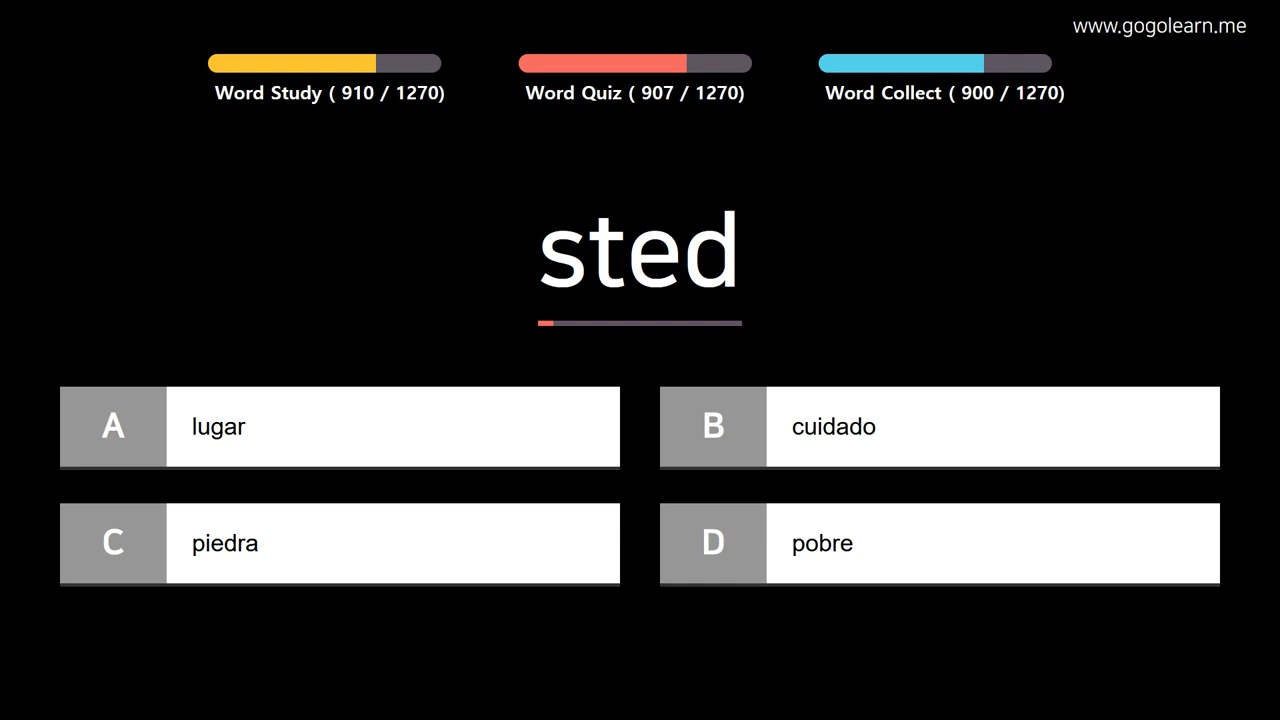 www.gogolearn.me
Word Study ( 910 / 1270)
Word Quiz ( 907 / 1270)
Word Collect ( 900 / 1270)
sted
A lugar
B cuidado
C piedra
D pobre